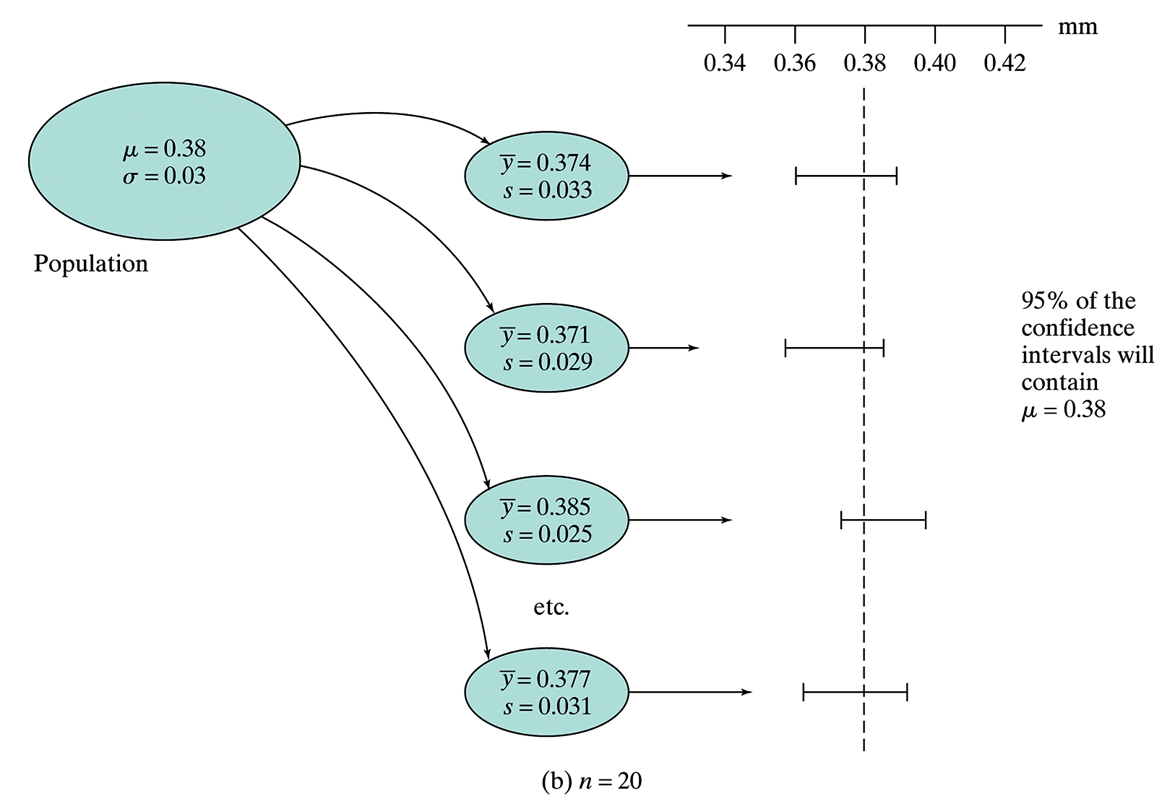 mm
0.34 0.36 0.38 0.40 0.42
μ = 0.38
σ = 0.03
Population
y̅ = 0.374
s = 0.033
y̅ = 0.371
s = 0.029
95% of the
confidence
intervals will
contain
μ = 0.38
y̅ = 0.385
s = 0.025
etc.
y̅ = 0.377
s = 0.031
(b) n = 20